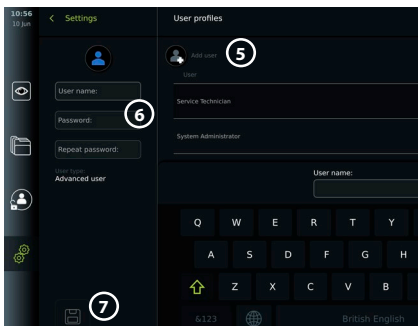 10:56
10 Jun
Settings
User profiles
Add user
5
User
User name:
Service Technician
Password:
6
System Administrator
Repeat password:
User type:
Advanced user
User name:
Q W E R T Y
A S D F G H
Z X C V B
7
&123
British English